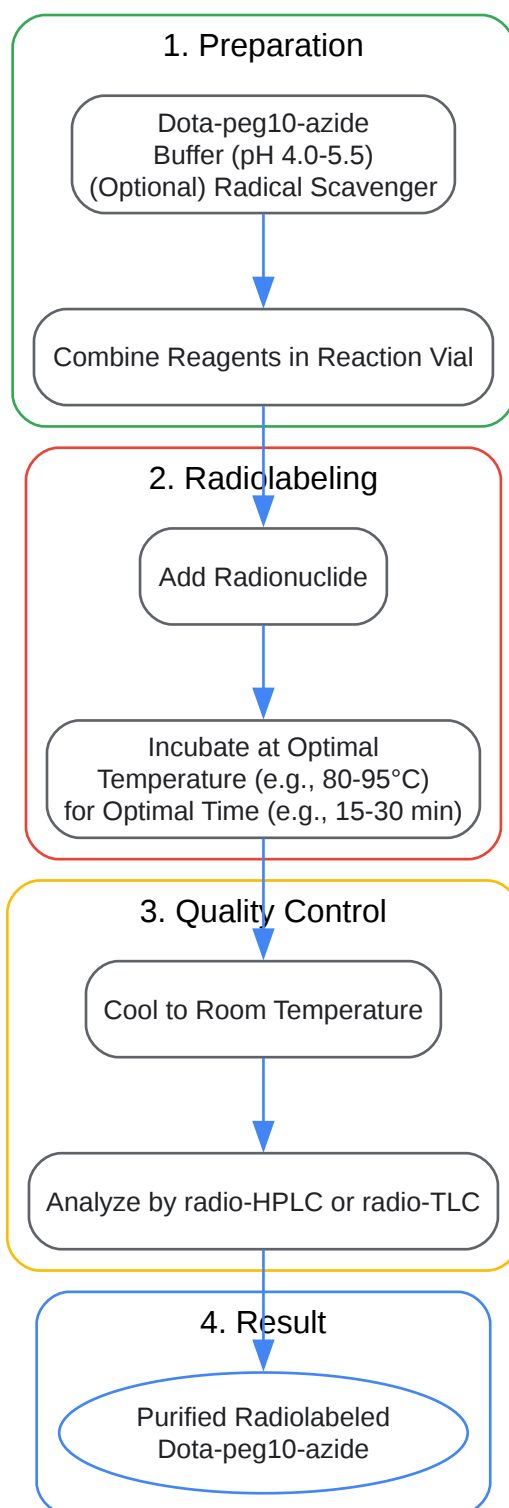 1. Preparation
Dota-peg10-azide
Buffer (pH 4.0-5.5)
(Optional) Radical Scavenger
Combine Reagents in Reaction Vial
2. Radiolabeling
Add Radionuclide
Incubate at Optimal
Temperature (e.g., 80-95°C)
for Optimal Time (e.g., 15-30 min)
3. Quality Control
Cool to Room Temperature
Analyze by radio-HPLC or radio-TLC
4. Result
Purified Radiolabeled
Dota-peg10-azide